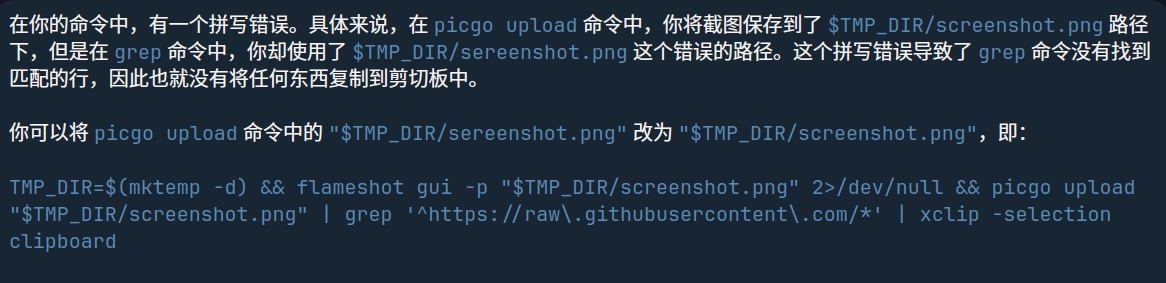 在你的命令中，有一个拼写错误。具体来说，在 picgo upload 命令中，你将截图保存到了 $TMP_DIR/screenshot.png 路径
下，但是在 grep 命令中，你却使用了 $TMP_DIR/sereenshot.png 这个错误的路径。这个拼写错误导致了 grep 命令没有找到
匹配的行，因此也就没有将任何东西复制到剪切板中。
你可以将 picgo upload 命令中的 "$TMP_DIR/sereenshot.png" 改为 "$TMP_DIR/screenshot.png"，即：
TMP_DIR=$(mktemp -d) && flameshot gui -p "$TMP_DIR/screenshot.png" 2>/dev/null && picgo upload
"$TMP_DIR/screenshot.png" | grep '^https://raw\.githubusercontent\.com/*' | xclip -selection
clipboard